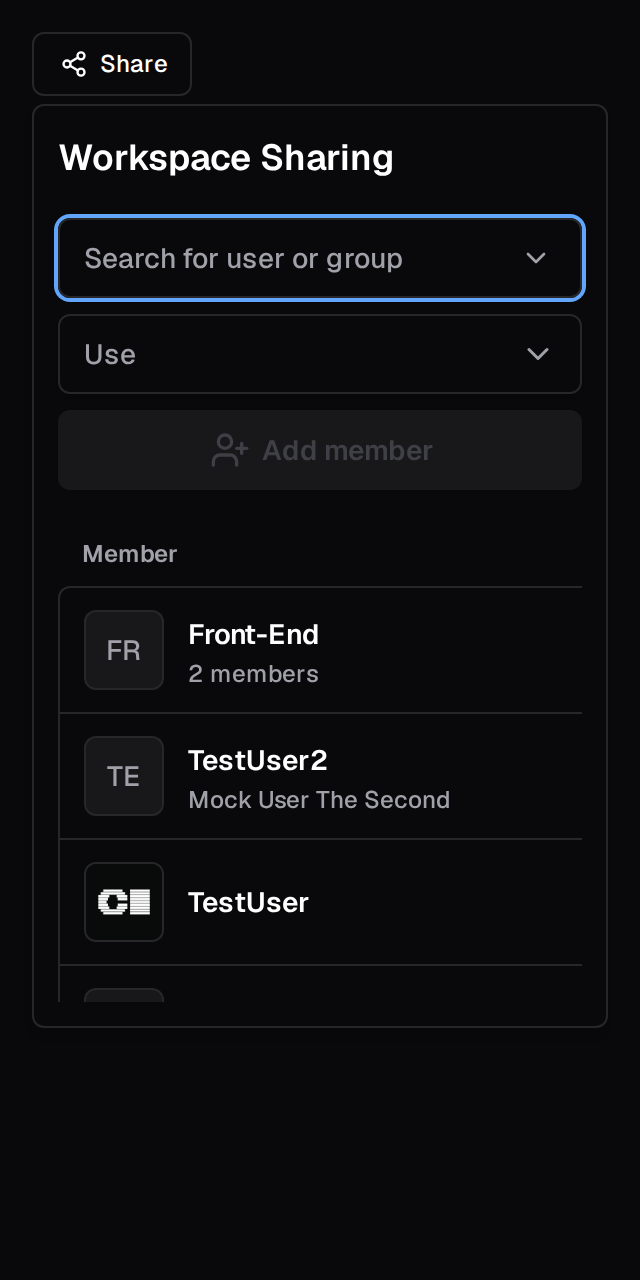 Share
Workspace Sharing
Search for user or group
Use
Add member
Member
FR
Front-End
2 members
TE
TestUser2
Mock User The Second
TestUser